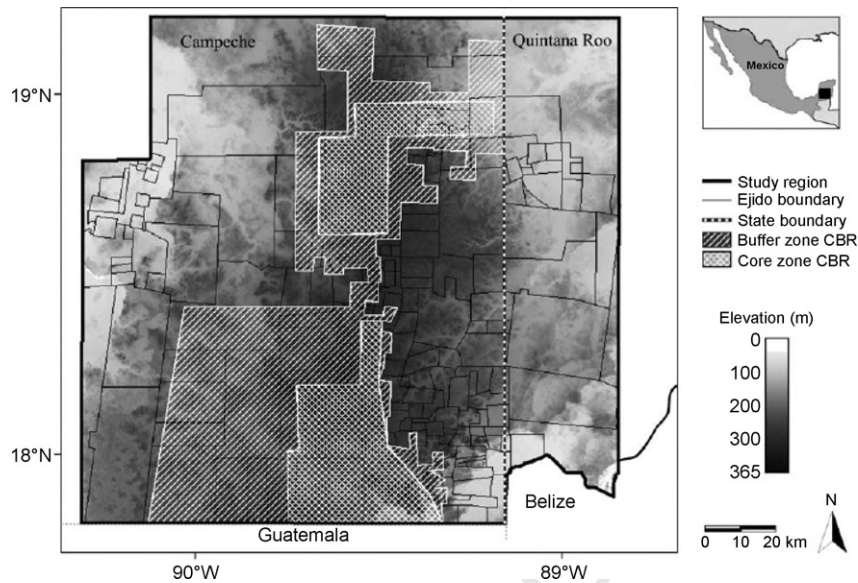 Campeche
Quintana Roo
19°N
18°N
Guatemala
Belize
90°W
89°W
Mexico
Study region
Ejido boundary
State boundary
Buffer zone CBR
Core zone CBR
Elevation (m)
0
100
200
300
365
N
0 10 20 km